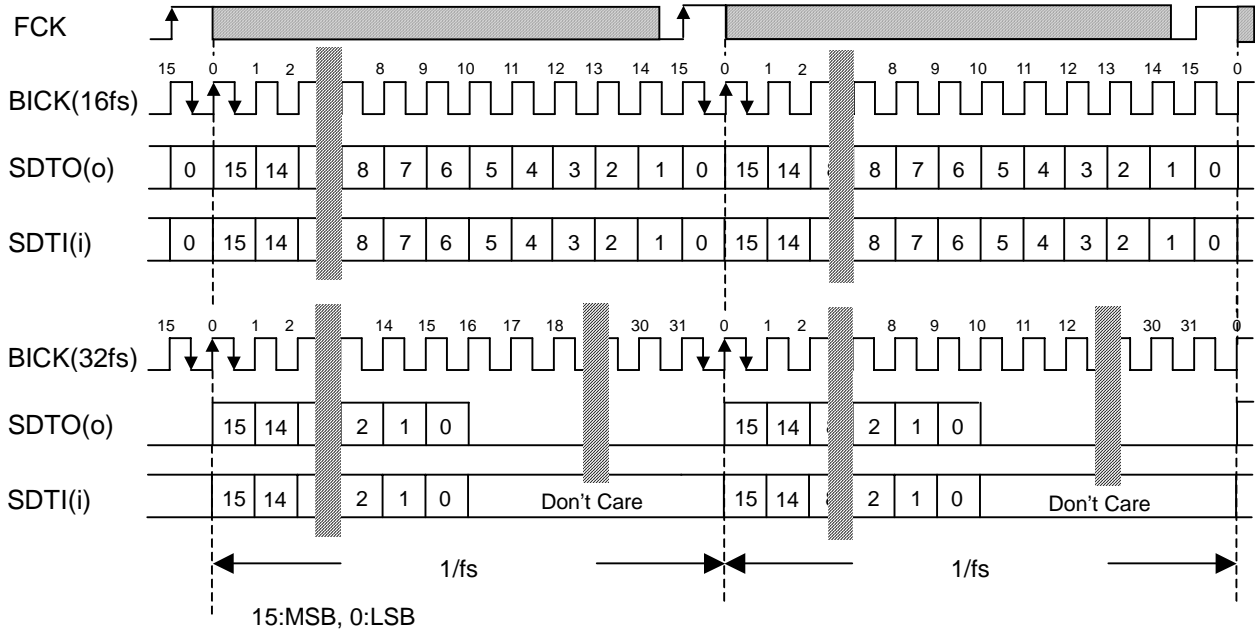 FCK
15 0 1 2 8 9 10 11 12 13 14 15 0 1 2 8 9 10 11 12 13 14 15 0
BICK(16fs)
SDTO(o) 0 15 14 8 7 6 5 4 3 2 1 0 15 14 8 7 6 5 4 3 2 1 0
SDTI(i) 0 15 14 8 7 6 5 4 3 2 1 0 15 14 8 7 6 5 4 3 2 1 0
15 0 1 2 14 15 16 17 18 30 31 0 1 2 8 9 10 11 12 30 31 0
BICK(32fs)
SDTO(o) 15 14 2 1 0 15 14 2 1 0
SDTI(i) 15 14 2 1 0 Don't Care 15 14 2 1 0 Don't Care
1/fs 1/fs
15:MSB, 0:LSB